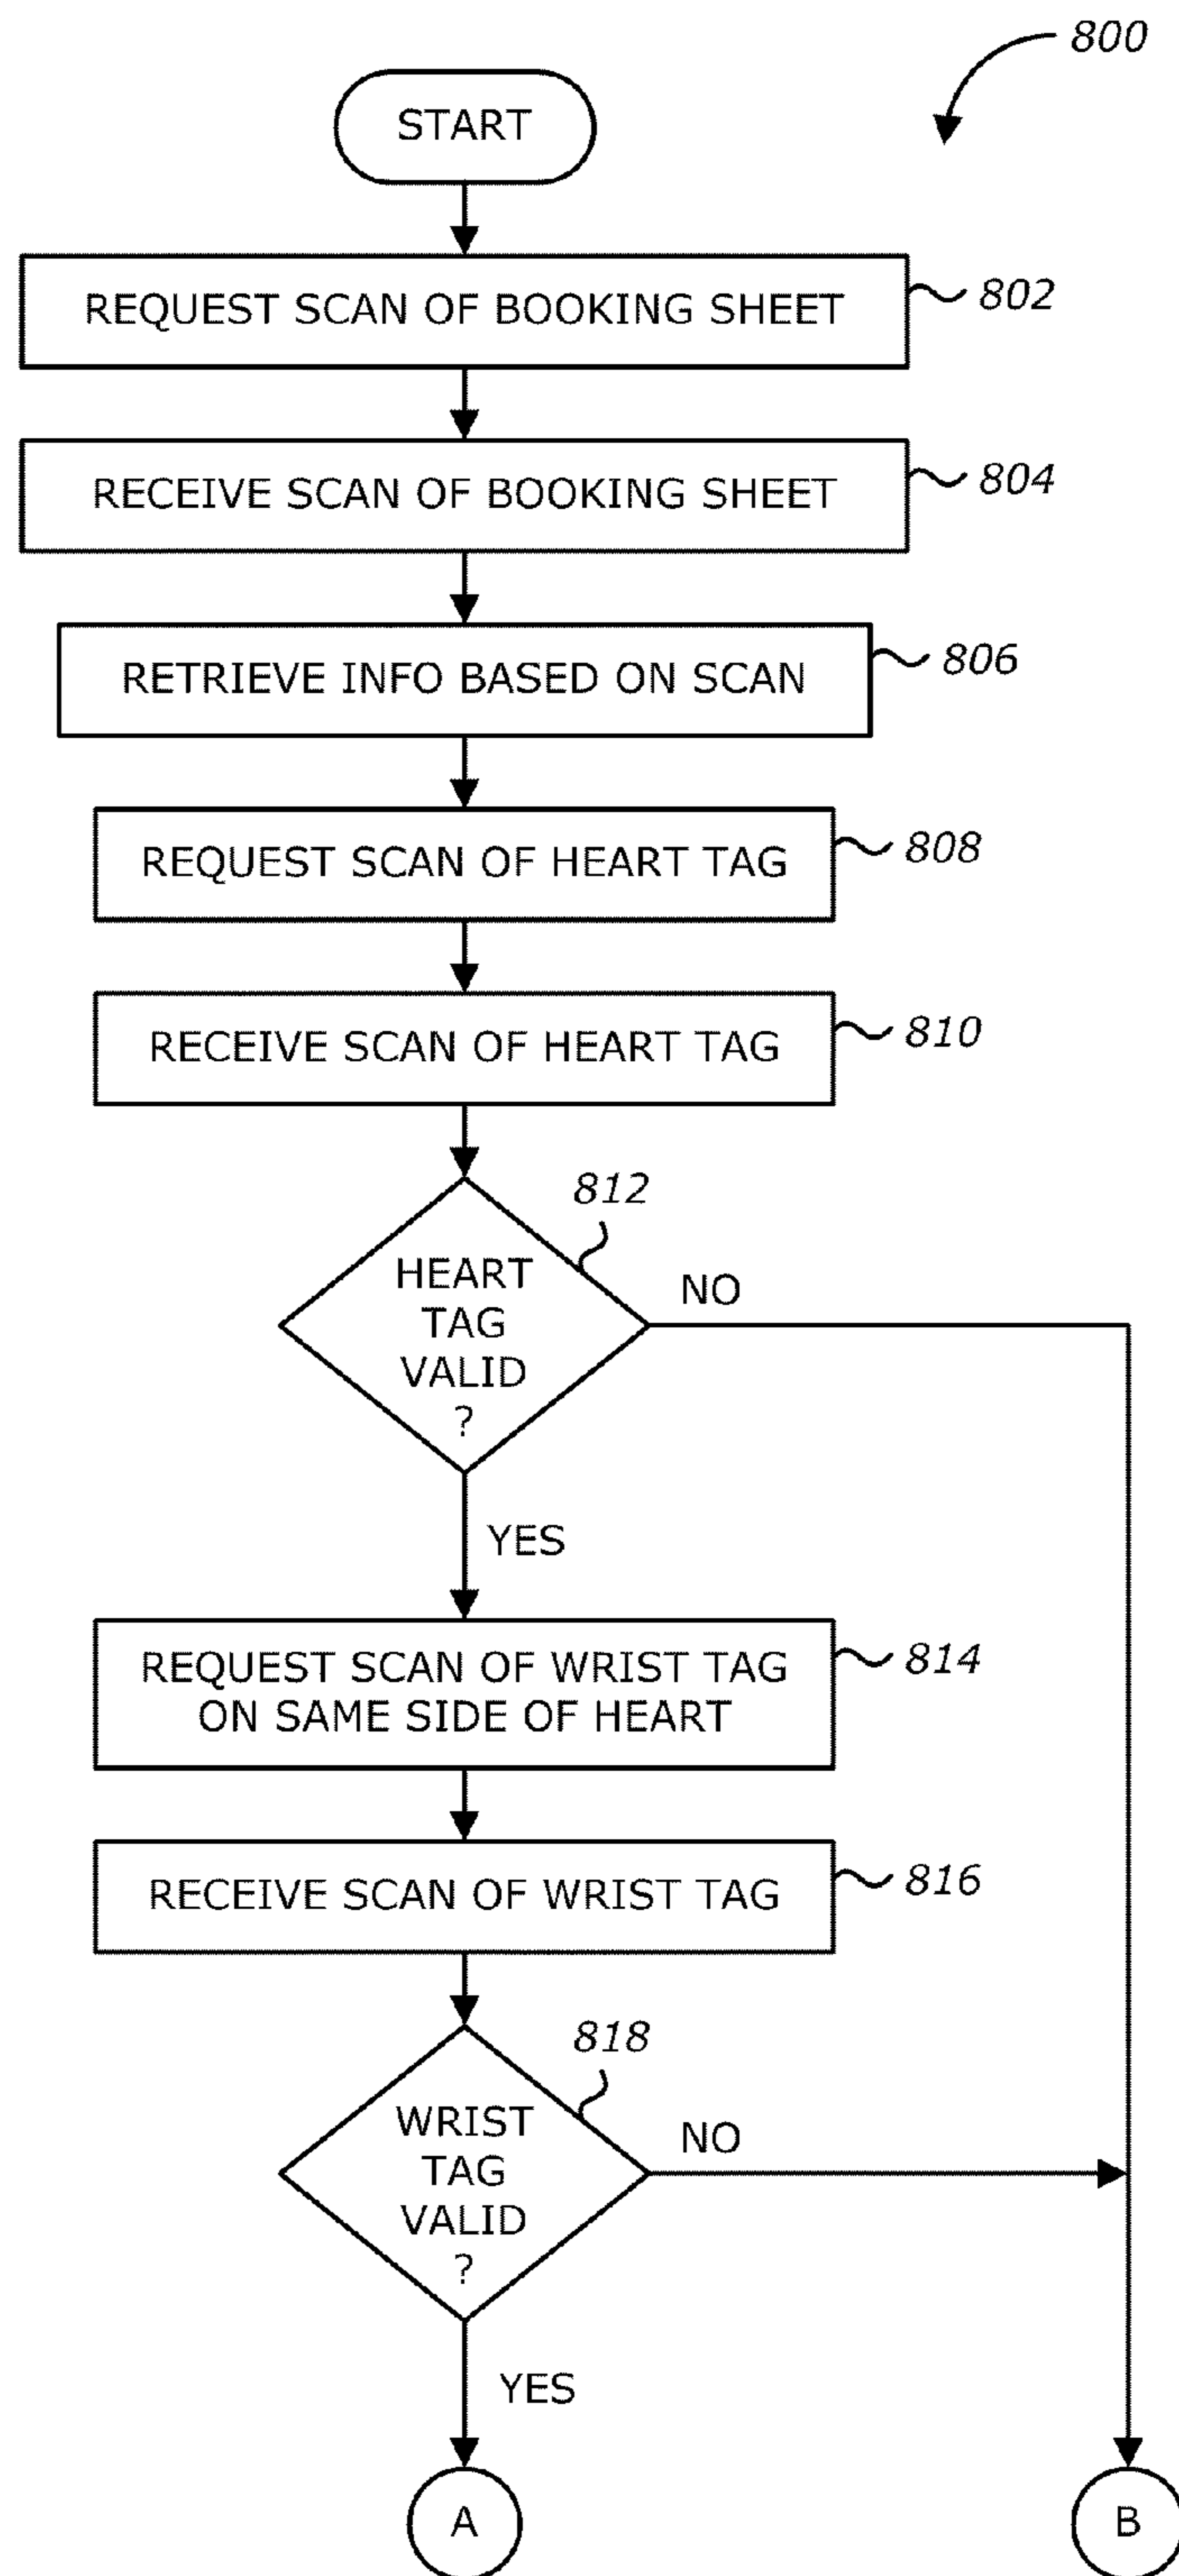 800
START
REQUEST SCAN OF BOOKING SHEET
802
RECEIVE SCAN OF BOOKING SHEET
804
RETRIEVE INFO BASED ON SCAN
806
REQUEST SCAN OF HEART TAG
808
RECEIVE SCAN OF HEART TAG
810
812
HEART
TAG
VALID
?
NO
YES
REQUEST SCAN OF WRIST TAG
ON SAME SIDE OF HEART
814
RECEIVE SCAN OF WRIST TAG
816
818
WRIST
TAG
VALID
?
NO
YES
A
B